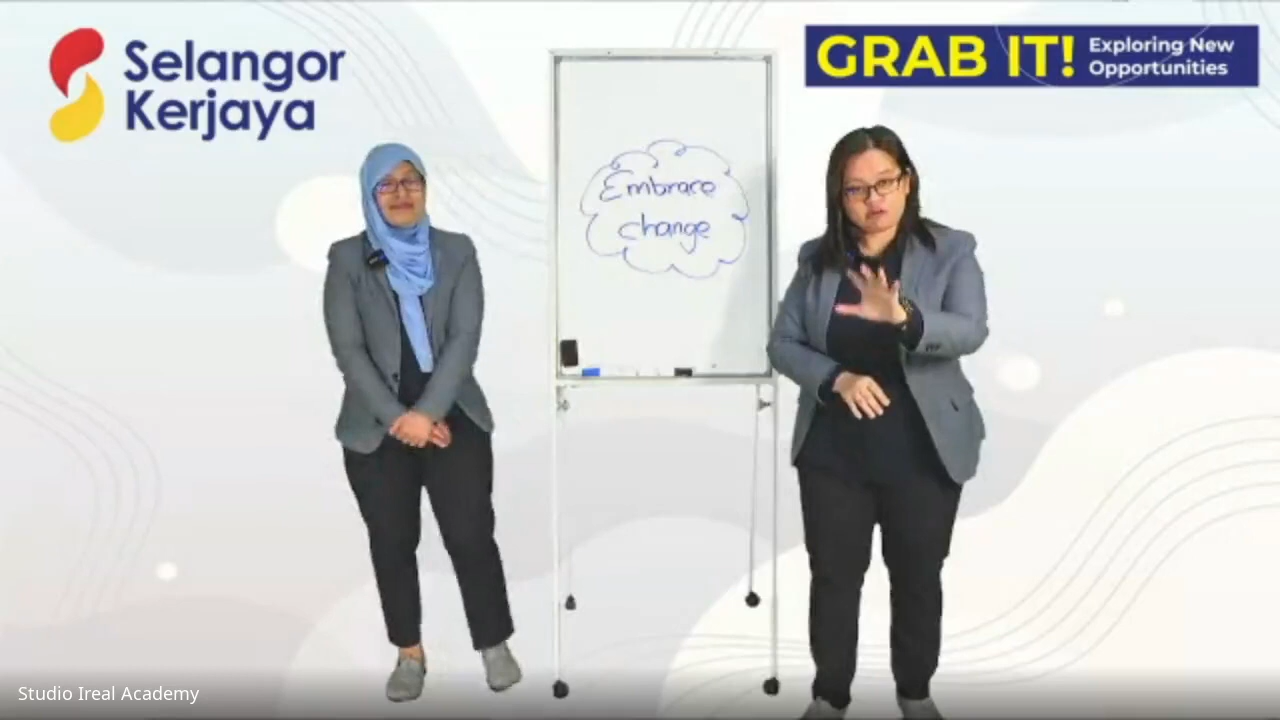 Selangor
Kerjaya
GRAB IT!
Exploring New
Opportunities
Embrace
change
Studio Ireal Academy